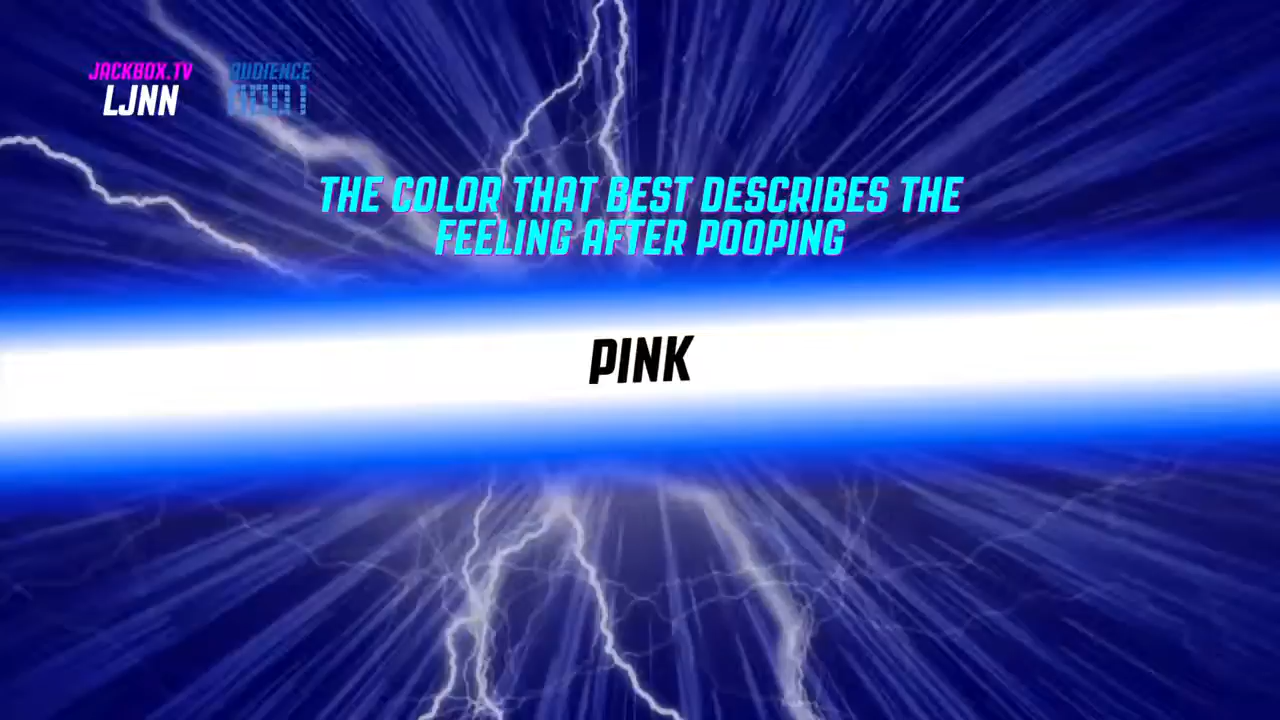 JACKBOX.TV
LJNN
AUDIENCE
THE COLOR THAT BEST DESCRIBES THE
FEELING AFTER POOPING
PINK